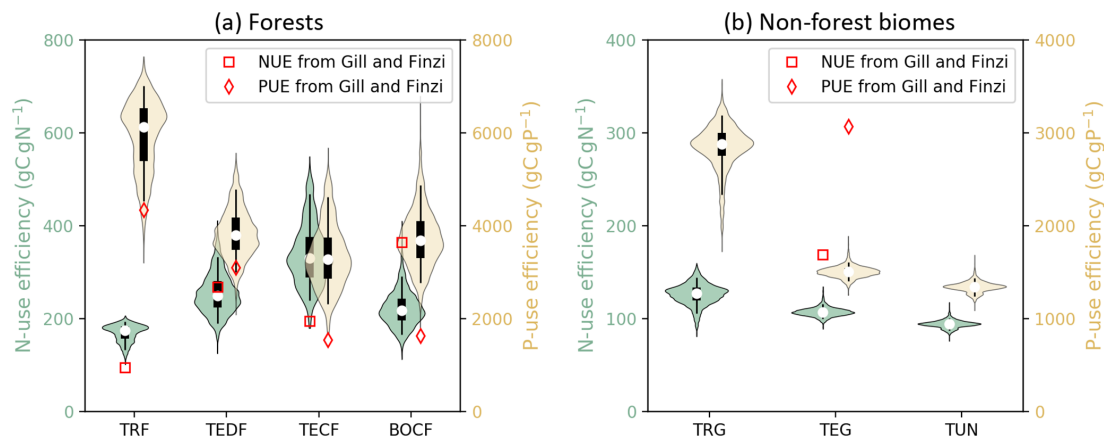 (a) Forests
NUE from Gill and Finzi
PUE from Gill and Finzi
N-use efficiency (gC gN⁻¹)
800
600
400
200
0
8000
6000
4000
2000
0
P-use efficiency (gC gP⁻¹)
TRF TEDF TECF BOCF
(b) Non-forest biomes
NUE from Gill and Finzi
PUE from Gill and Finzi
N-use efficiency (gC gN⁻¹)
400
300
200
100
0
4000
3000
2000
1000
0
P-use efficiency (gC gP⁻¹)
TRG TEG TUN